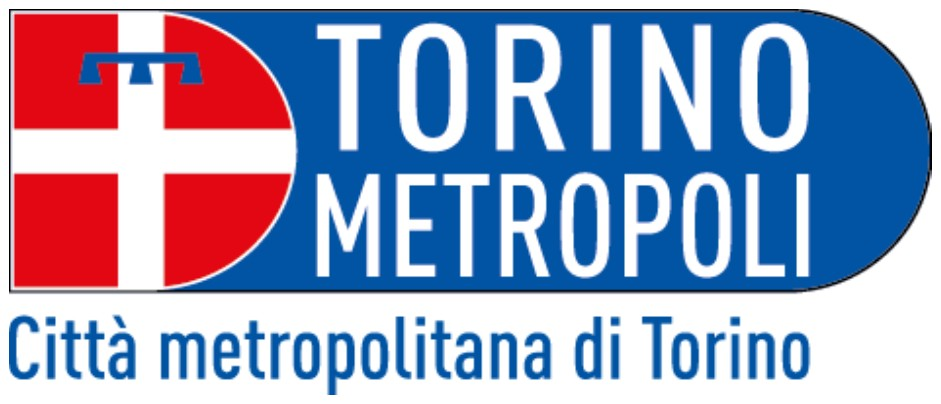 TORINO
METROPOLI
Città metropolitana di Torino